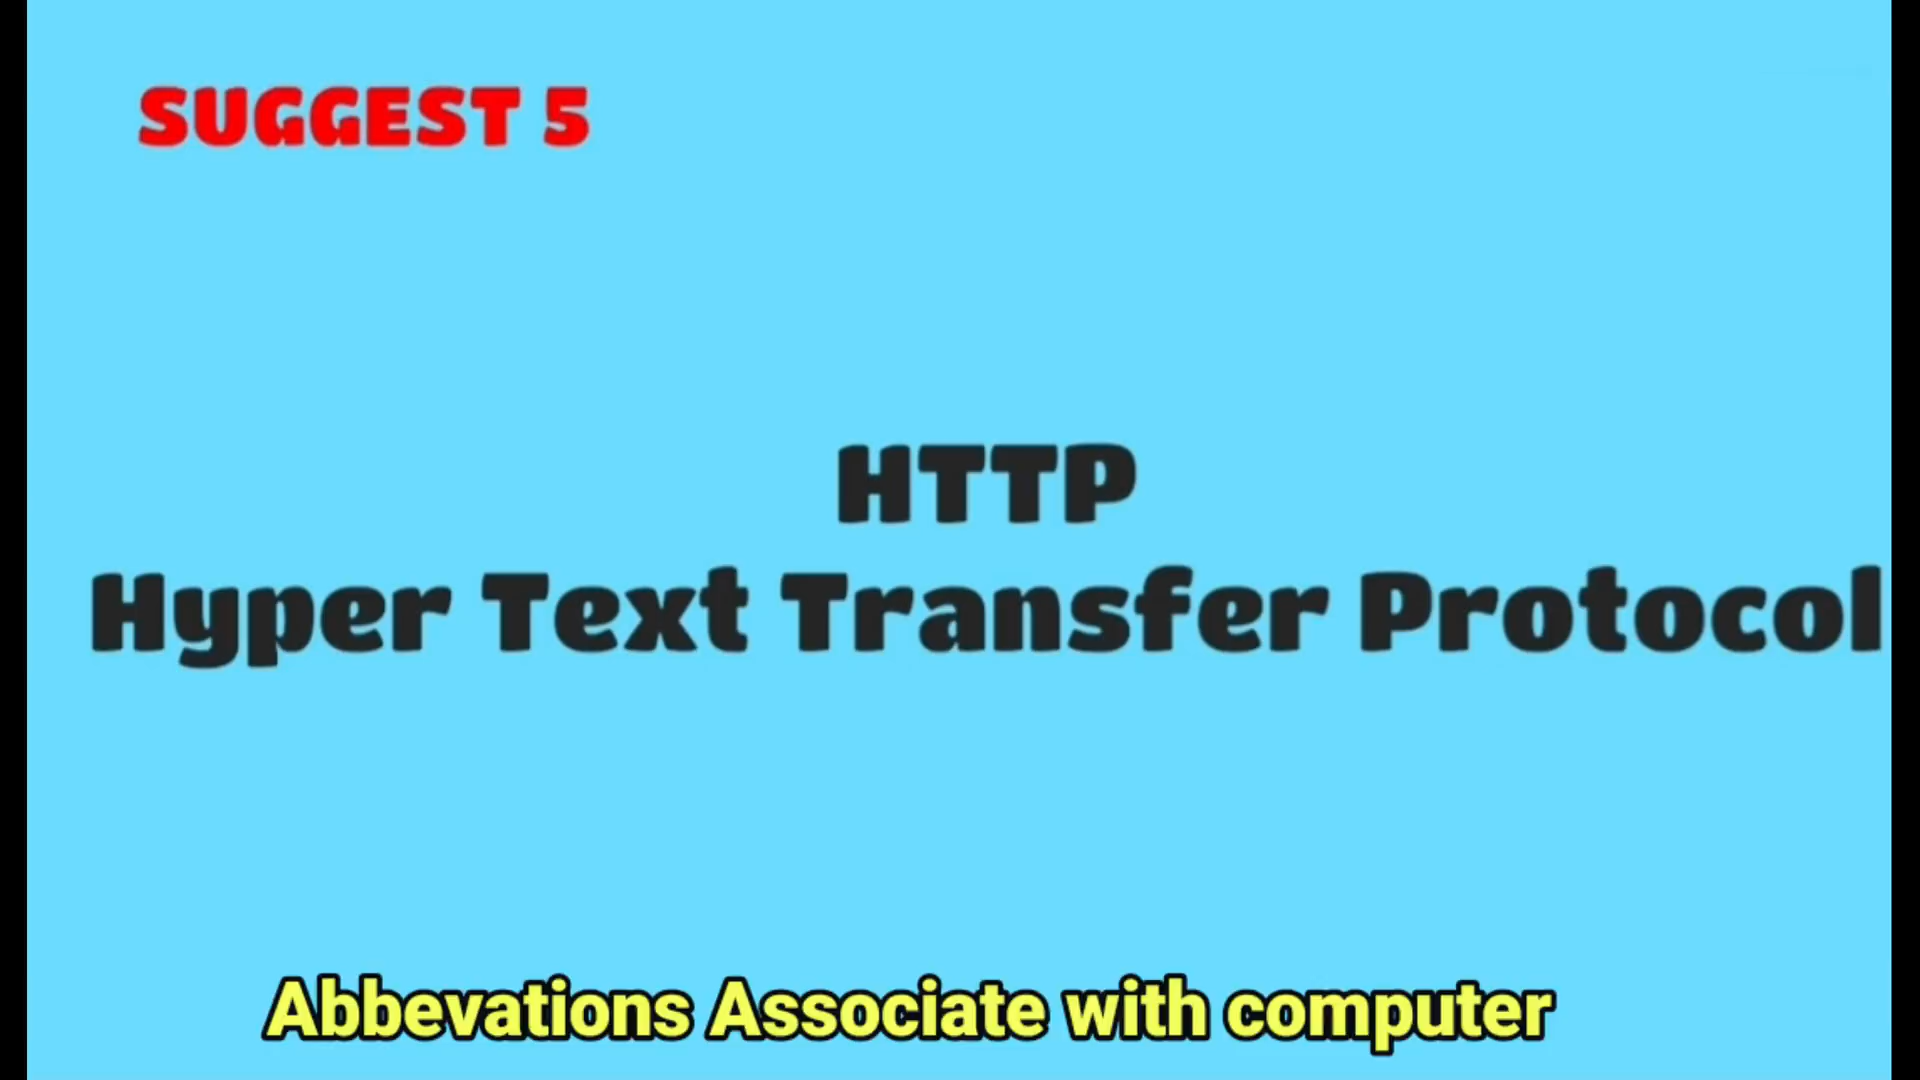 SUGGEST 5
HTTP
Hyper Text Transfer Protocol
Abbevations Associate with computer